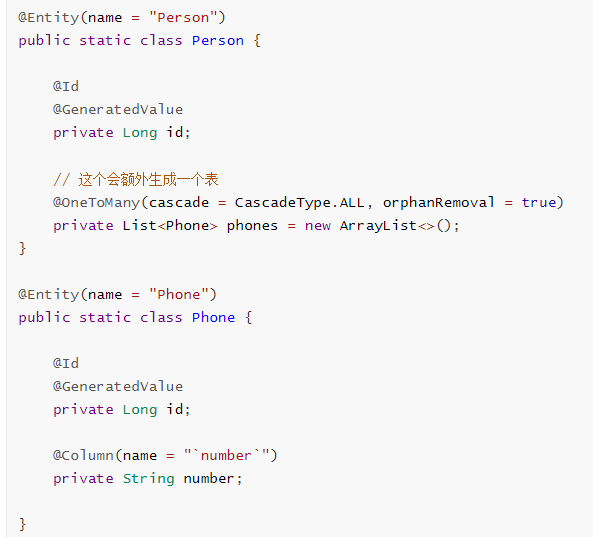 @Entity(name = "Person")
public static class Person {
@Id
@GeneratedValue
private Long id;
// 这个会额外生成一个表
@OneToMany(cascade = CascadeType.ALL, orphanRemoval = true)
private List<Phone> phones = new ArrayList<>();
}
@Entity(name = "Phone")
public static class Phone {
@Id
@GeneratedValue
private Long id;
@Column(name = "`number`")
private String number;
}